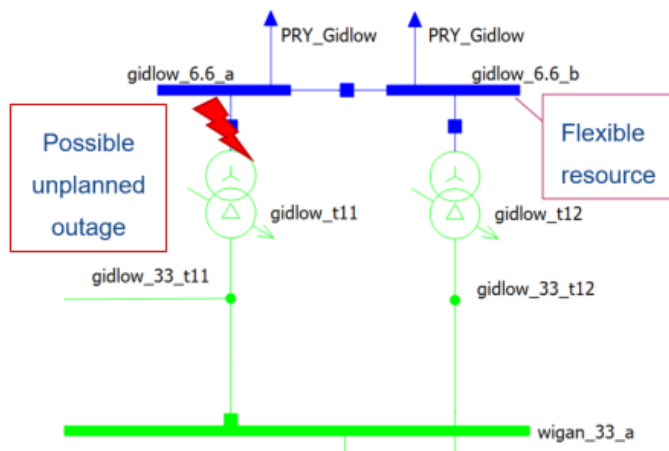 PRY_Gidlow
PRY_Gidlow
gidlow_6.6_a
gidlow_6.6_b
Possible
unplanned
outage
Flexible
resource
gidlow_t11
gidlow_t12
gidlow_33_t11
gidlow_33_t12
wigan_33_a